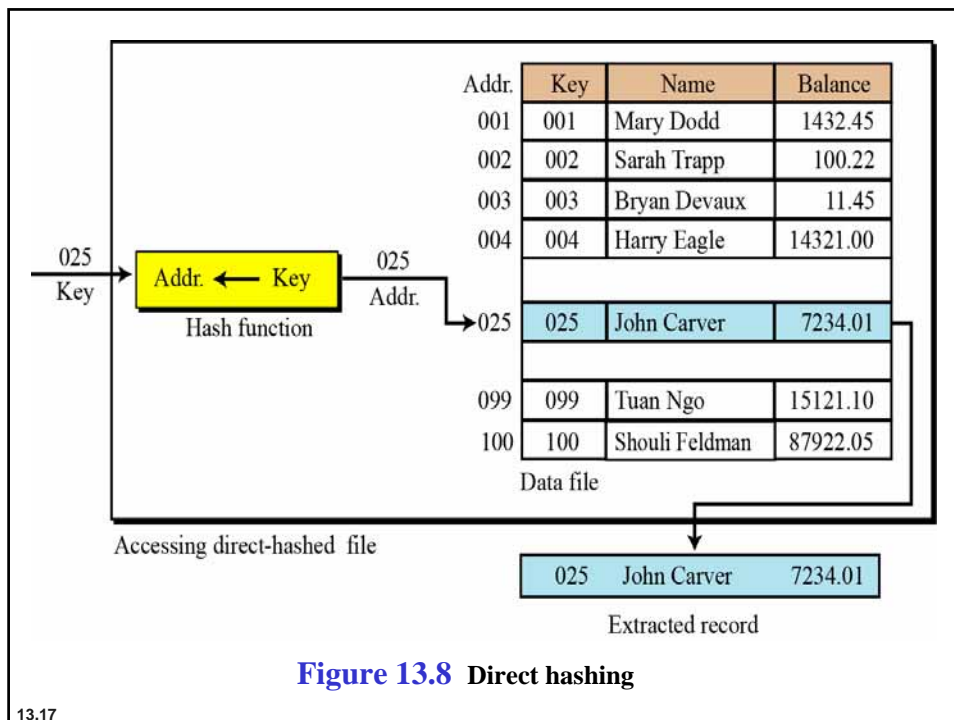 Addr. Key Name Balance
001 001 Mary Dodd 1432.45
002 002 Sarah Trapp 100.22
003 003 Bryan Devaux 11.45
004 004 Harry Eagle 14321.00
025 Key
Addr. Key
Hash function
025 Addr.
025 025 John Carver 7234.01
099 099 Tuan Ngo 15121.10
100 100 Shouli Feldman 87922.05
Data file
Accessing direct-hashed file
025 John Carver 7234.01
Extracted record
Figure 13.8 Direct hashing
13.17